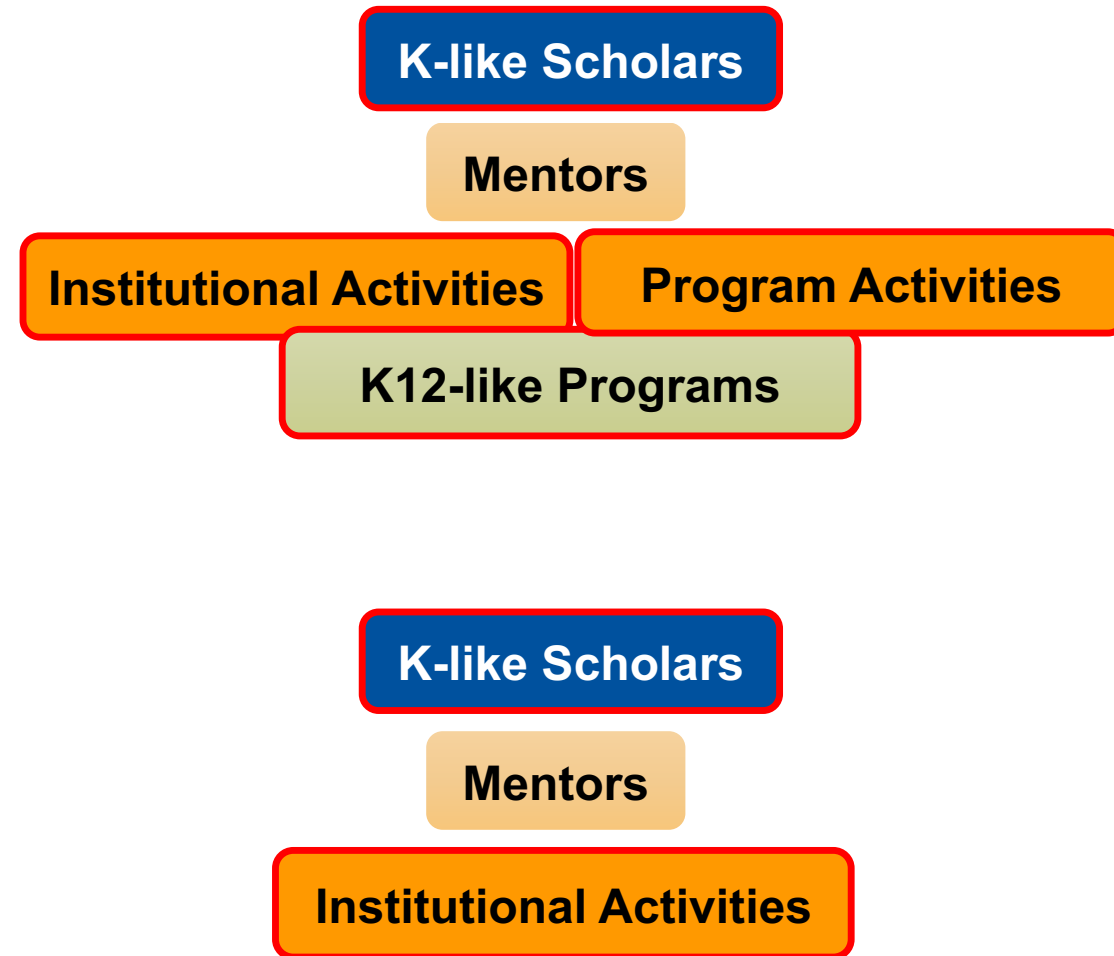 K-like Scholars
Mentors
Institutional Activities
Program Activities
K12-like Programs
K-like Scholars
Mentors
Institutional Activities